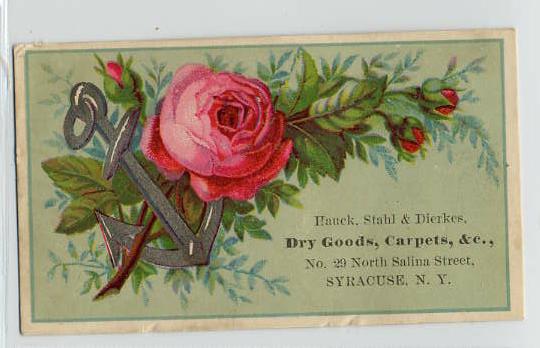 Hauck, Stahl & Dierkes,
Dry Goods, Carpets, &c.,
No. 29 North Salina Street,
SYRACUSE, N. Y.